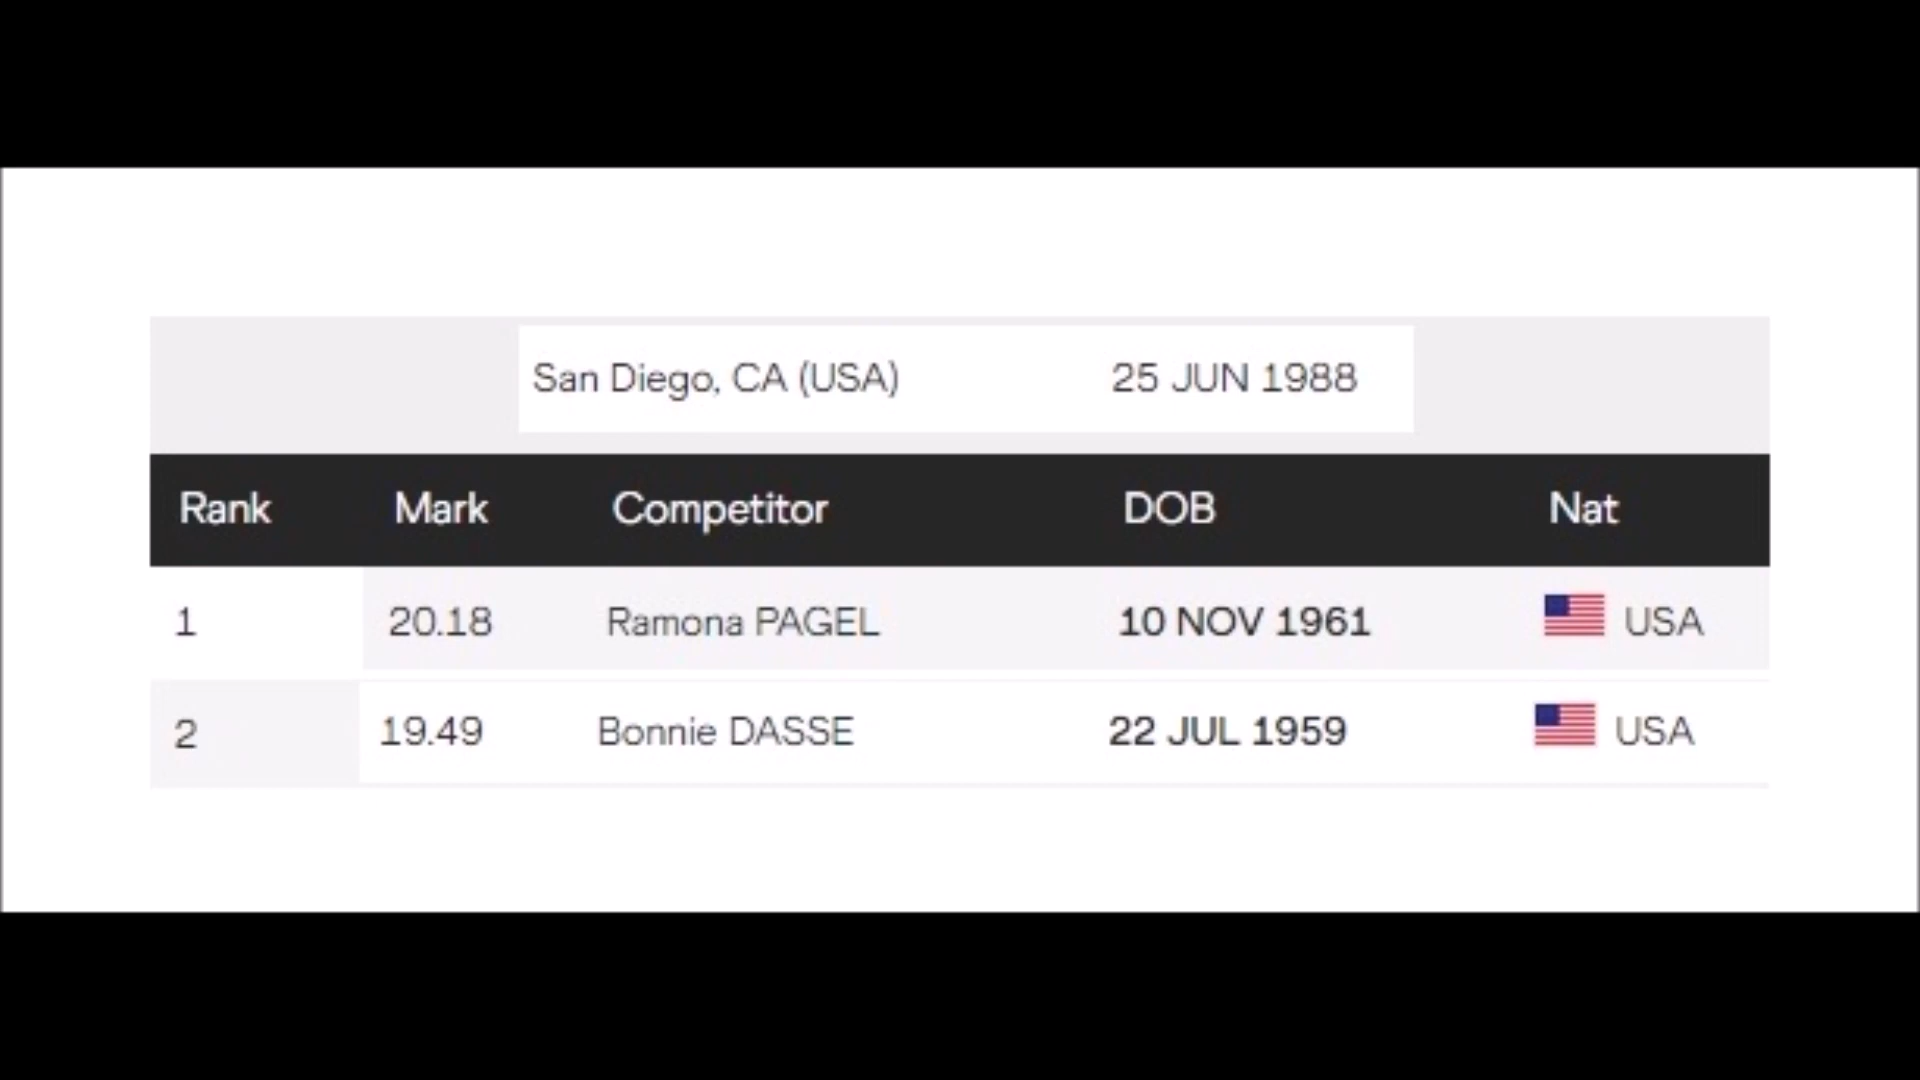 San Diego, CA (USA) 25 JUN 1988
Rank Mark Competitor DOB Nat
1 20.18 Ramona PAGEL 10 NOV 1961 USA
2 19.49 Bonnie DASSE 22 JUL 1959 USA